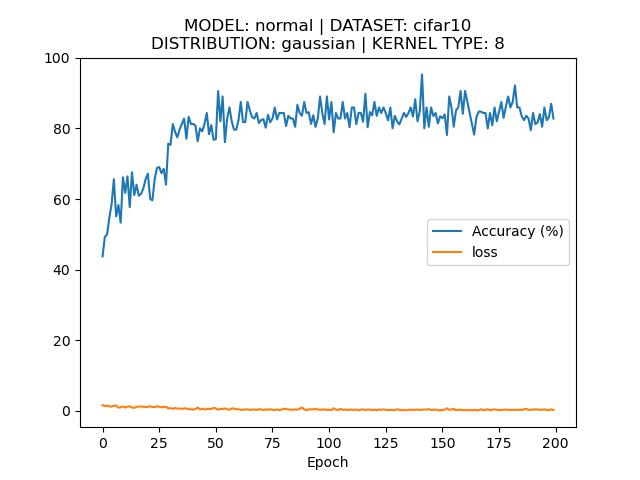 MODEL: normal | DATASET: cifar10
DISTRIBUTION: gaussian | KERNEL TYPE: 8
100
80
60
40
20
0
Accuracy (%)
loss
0 25 50 75 100 125 150 175 200
Epoch